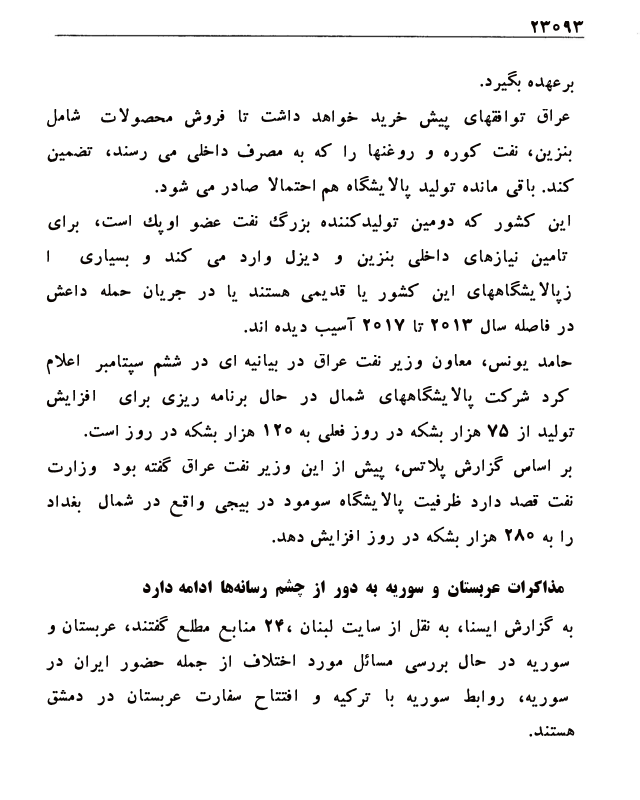 ۲۳۰۹۳
برعهده بگیرد.
عراق توافقهای پیش خرید خواهد داشت تا فروش محصولات شامل
بنزین، نفت کوره و روغنها را که به مصرف داخلی می رسند، تضمین
کند. باقی مانده تولید پالایشگاه هم احتمالا صادر می شود.
این کشور که دومین تولیدکننده بزرگ نفت عضو اوپك است، برای
تامین نیازهای داخلی بنزین و دیزل وارد می کند و بسیاری ا
زپالایشگاههای این کشور یا قدیمی هستند یا در جریان حمله داعش
در فاصله سال ۲۰۱۳ تا ۲۰۱۷ آسیب دیده اند.
حامد یونس، معاون وزیر نفت عراق در بیانیه ای در ششم سپتامبر اعلام
کرد شرکت پالایشگاههای شمال در حال برنامه ریزی برای افزایش
تولید از ۷۵ هزار بشکه در روز فعلی به ۱۲۰ هزار بشکه در روز است.
بر اساس گزارش پلاتس، پیش از این وزیر نفت عراق گفته بود وزارت
نفت قصد دارد ظرفیت پالایشگاه سومود در بیجی واقع در شمال بغداد
را به ۲۸۰ هزار بشکه در روز افزایش دهد.
مذاکرات عربستان و سوریه به دور از چشم رسانه‌ها ادامه دارد
به گزارش ایسنا، به نقل از سایت لبنان ،۲۴ منابع مطلع گفتند، عربستان و
سوریه در حال بررسی مسائل مورد اختلاف از جمله حضور ایران در
سوریه، روابط سوریه با ترکیه و افتتاح سفارت عربستان در دمشق
هستند.